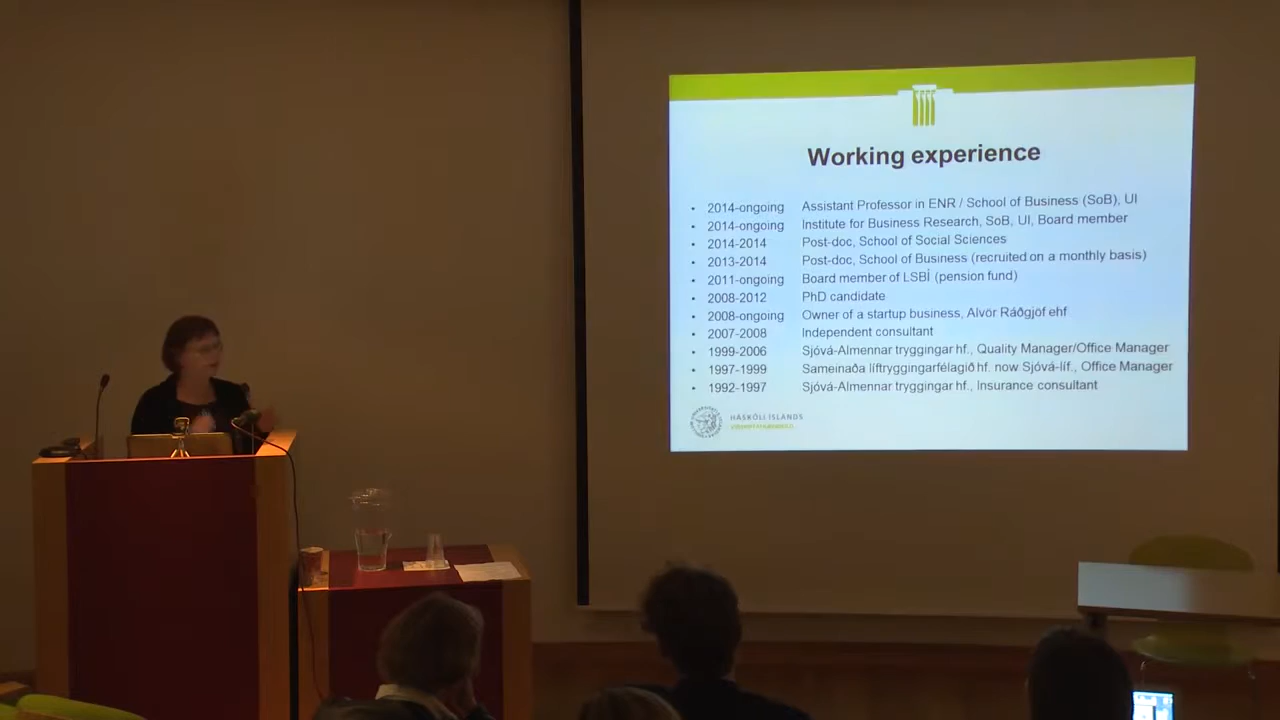 Working experience
• 2014-ongoing Assistant Professor in ENR / School of Business (SoB), UI
• 2014-ongoing Institute for Business Research, SoB, UI, Board member
• 2014-2014 Post-doc, School of Social Sciences
• 2013-2014 Post-doc, School of Business (recruited on a monthly basis)
• 2011-ongoing Board member of LSBÍ (pension fund)
• 2008-2012 PhD candidate
• 2008-ongoing Owner of a startup business, Alvör Ráðgjöf ehf
• 2007-2008 Independent consultant
• 1999-2006 Sjóvá-Almennar tryggingar hf., Quality Manager/Office Manager
• 1997-1999 Sameinaða líftryggingarfélagið hf. now Sjóvá-líf., Office Manager
• 1992-1997 Sjóvá-Almennar tryggingar hf., Insurance consultant
HÁSKÓLI ÍSLANDS